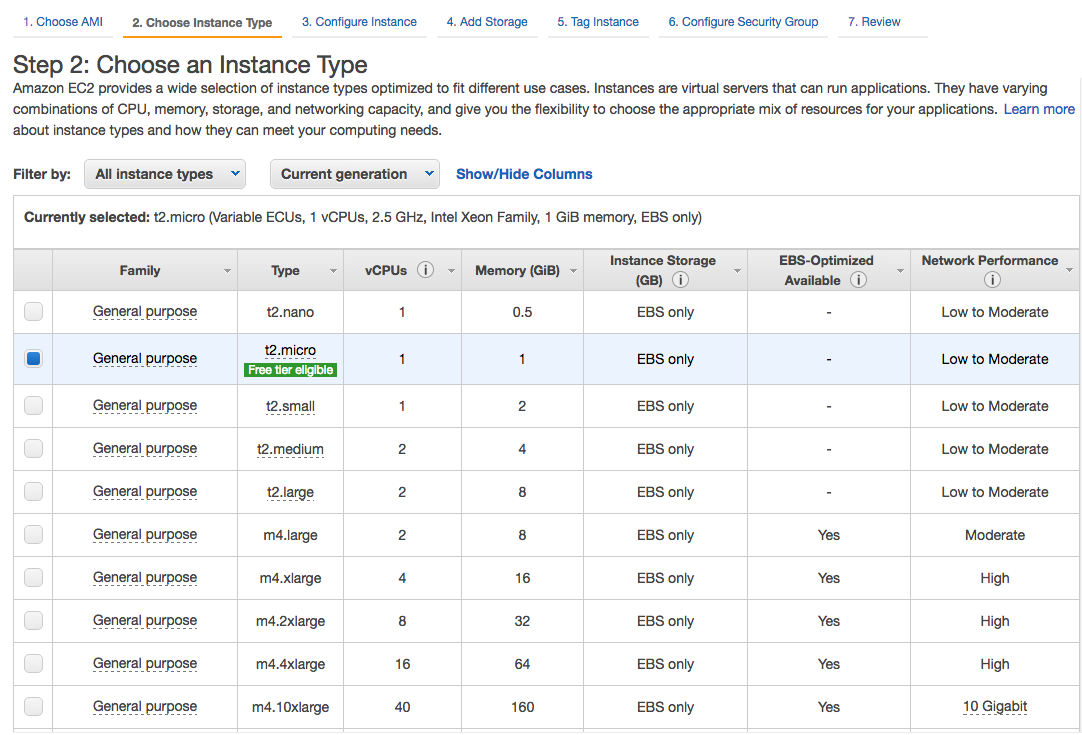 1. Choose AMI 2. Choose Instance Type 3. Configure Instance 4. Add Storage 5. Tag Instance 6. Configure Security Group 7. Review
Step 2: Choose an Instance Type
Amazon EC2 provides a wide selection of instance types optimized to fit different use cases. Instances are virtual servers that can run applications. They have varying
combinations of CPU, memory, storage, and networking capacity, and give you the flexibility to choose the appropriate mix of resources for your applications. Learn more
about instance types and how they can meet your computing needs.
Filter by: All instance types Current generation Show/Hide Columns
Currently selected: t2.micro (Variable ECUs, 1 vCPUs, 2.5 GHz, Intel Xeon Family, 1 GiB memory, EBS only)
Family Type vCPUs i Memory (GiB) Instance Storage (GB) i EBS-Optimized Available i Network Performance i
General purpose t2.nano 1 0.5 EBS only - Low to Moderate
General purpose t2.micro Free tier eligible 1 1 EBS only - Low to Moderate
General purpose t2.small 1 2 EBS only - Low to Moderate
General purpose t2.medium 2 4 EBS only - Low to Moderate
General purpose t2.large 2 8 EBS only - Low to Moderate
General purpose m4.large 2 8 EBS only Yes Moderate
General purpose m4.xlarge 4 16 EBS only Yes High
General purpose m4.2xlarge 8 32 EBS only Yes High
General purpose m4.4xlarge 16 64 EBS only Yes High
General purpose m4.10xlarge 40 160 EBS only Yes 10 Gigabit